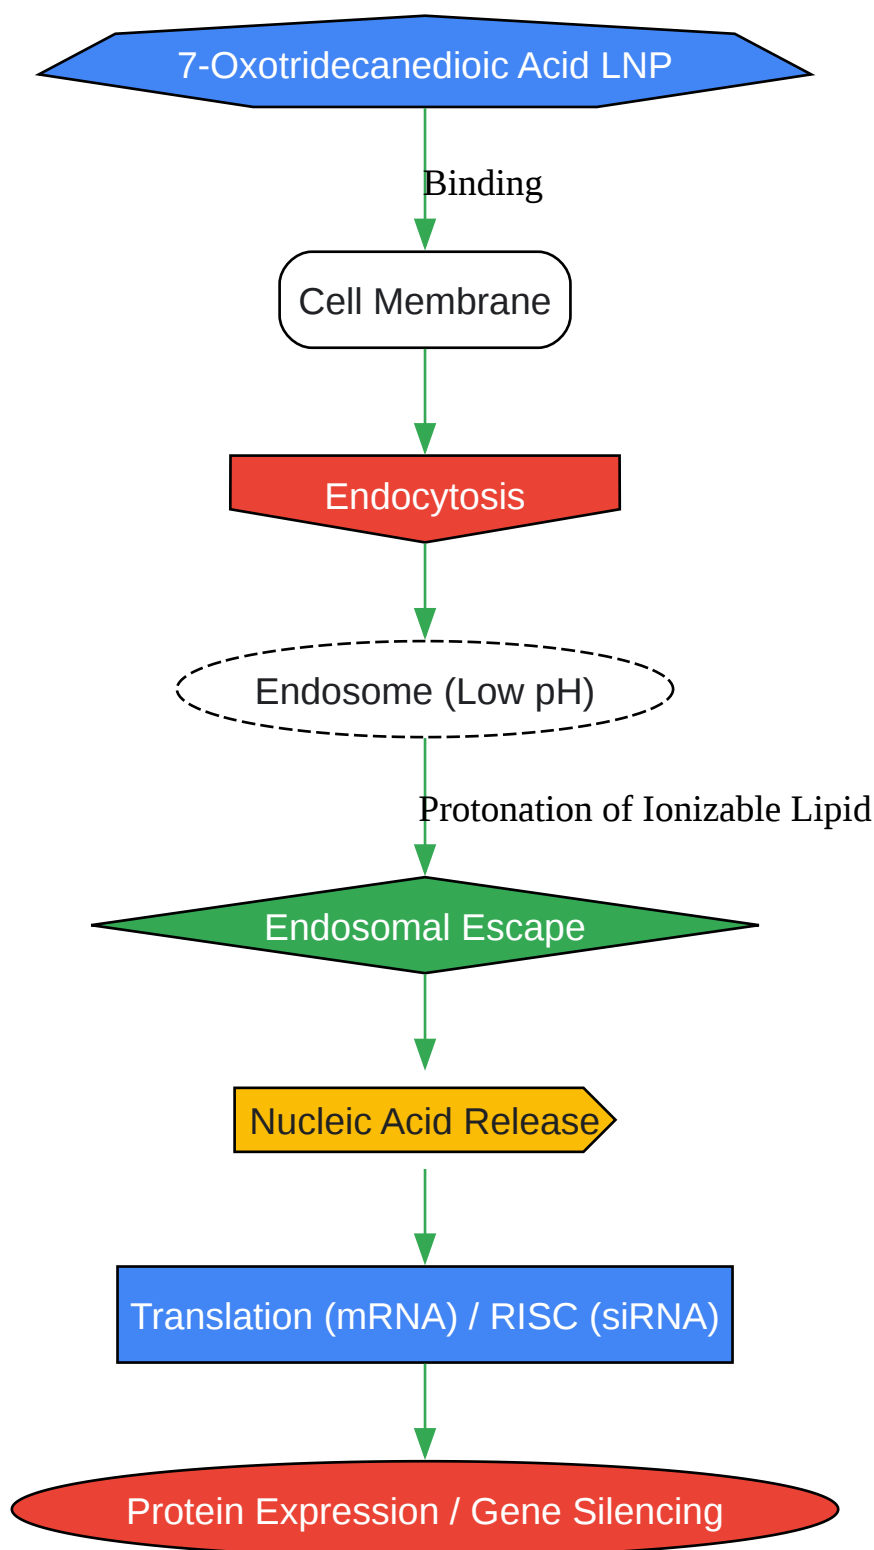 7-Oxotridecanedioic Acid LNP
Binding
Cell Membrane
Endocytosis
Endosome (Low pH)
Protonation of Ionizable Lipid
Endosomal Escape
Nucleic Acid Release
Translation (mRNA) / RISC (siRNA)
Protein Expression / Gene Silencing